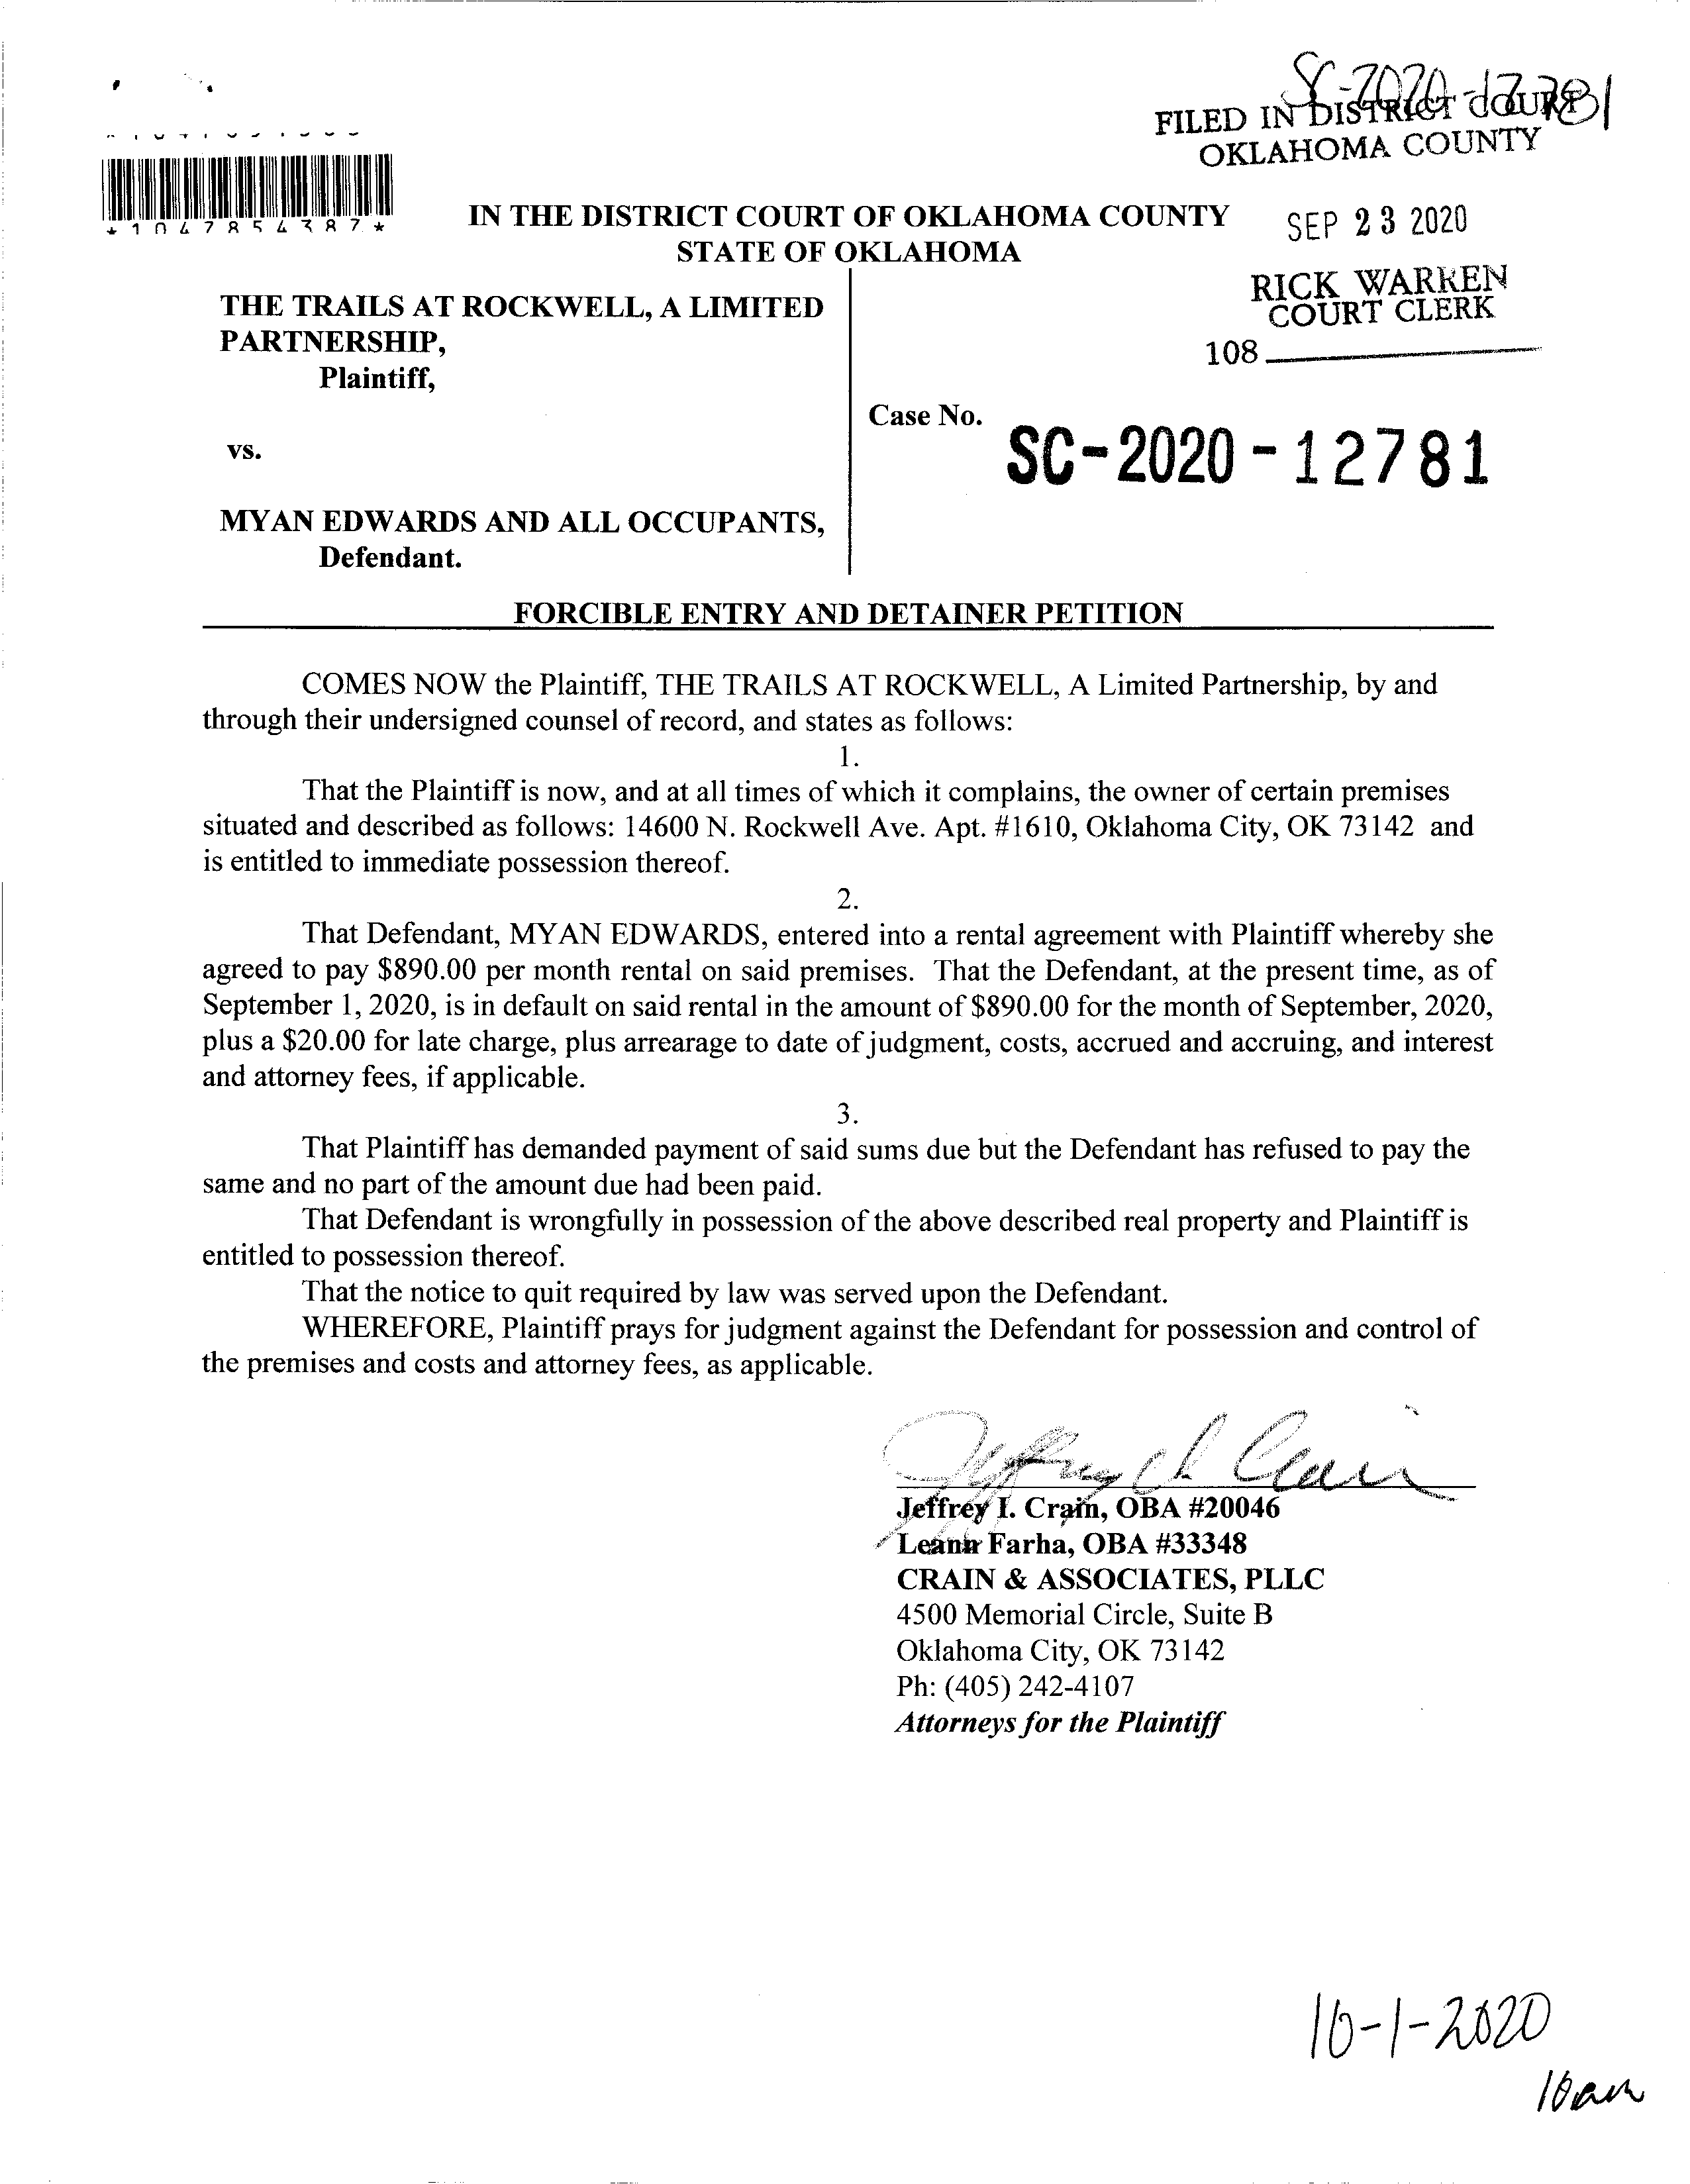 SC-2020-12781
FILED IN DISTRICT COURT
OKLAHOMA COUNTY
*1047854387*
IN THE DISTRICT COURT OF OKLAHOMA COUNTY
STATE OF OKLAHOMA
SEP 23 2020
RICK WARREN
COURT CLERK
108
THE TRAILS AT ROCKWELL, A LIMITED
PARTNERSHIP,
Plaintiff,
Case No.
SC-2020-12781
vs.
MYAN EDWARDS AND ALL OCCUPANTS,
Defendant.
FORCIBLE ENTRY AND DETAINER PETITION
COMES NOW the Plaintiff, THE TRAILS AT ROCKWELL, A Limited Partnership, by and
through their undersigned counsel of record, and states as follows:
1.
That the Plaintiff is now, and at all times of which it complains, the owner of certain premises
situated and described as follows: 14600 N. Rockwell Ave. Apt. #1610, Oklahoma City, OK 73142 and
is entitled to immediate possession thereof.
2.
That Defendant, MYAN EDWARDS, entered into a rental agreement with Plaintiff whereby she
agreed to pay $890.00 per month rental on said premises. That the Defendant, at the present time, as of
September 1, 2020, is in default on said rental in the amount of $890.00 for the month of September, 2020,
plus a $20.00 for late charge, plus arrearage to date of judgment, costs, accrued and accruing, and interest
and attorney fees, if applicable.
3.
That Plaintiff has demanded payment of said sums due but the Defendant has refused to pay the
same and no part of the amount due had been paid.
That Defendant is wrongfully in possession of the above described real property and Plaintiff is
entitled to possession thereof.
That the notice to quit required by law was served upon the Defendant.
WHEREFORE, Plaintiff prays for judgment against the Defendant for possession and control of
the premises and costs and attorney fees, as applicable.
Jeffrey I. Crain, OBA #20046
Leann Farha, OBA #33348
CRAIN & ASSOCIATES, PLLC
4500 Memorial Circle, Suite B
Oklahoma City, OK 73142
Ph: (405) 242-4107
Attorneys for the Plaintiff
10-1-2020
10am